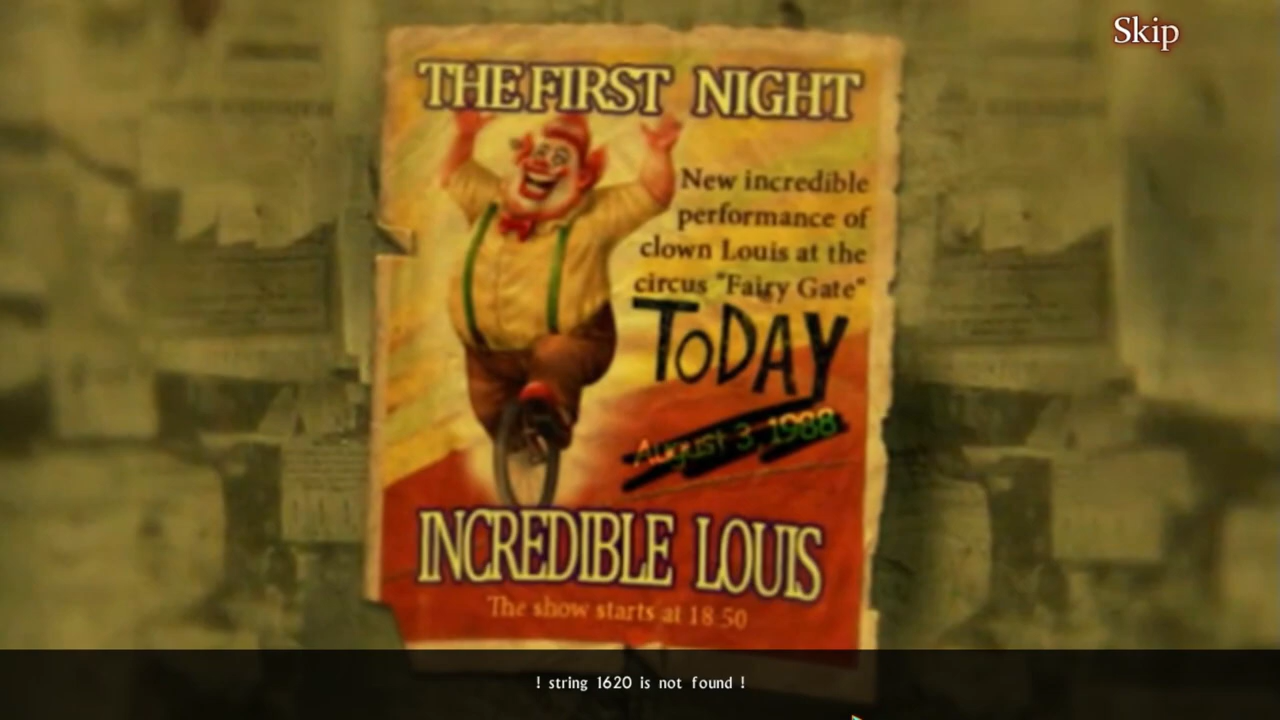 Skip
THE FIRST NIGHT
New incredible
performance of
clown Louis at the
circus "Fairy Gate"
TODAY
August 3, 1988
INCREDIBLE LOUIS
The show starts at 18 50
! string 1620 is not found !